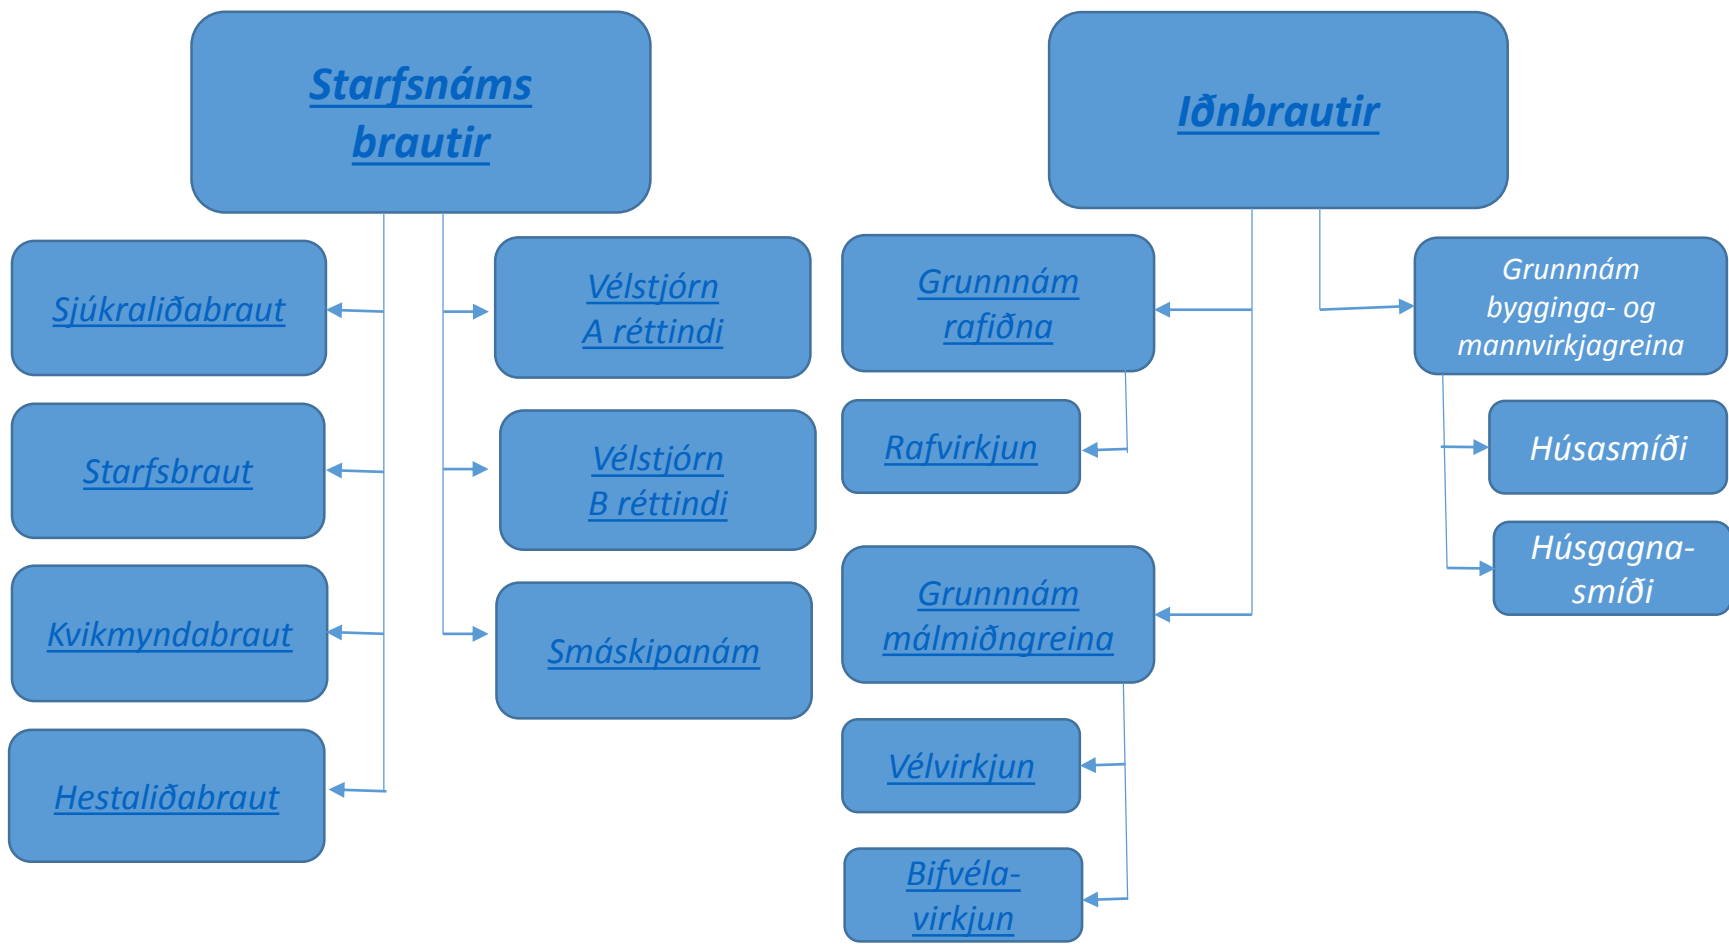 Starfsnáms
brautir
Sjúkraliðabraut
Starfsbraut
Kvikmyndabraut
Hestaliðabraut
Vélstjórn
A réttindi
Vélstjórn
B réttindi
Smáskipanám
Iðnbrautir
Grunnnám
rafiðna
Rafvirkjun
Grunnnám
málmiðngreina
Vélvirkjun
Bifvéla-
virkjun
Grunnnám
bygginga- og
mannvirkjagreina
Húsasmíði
Húsgagna-
smíði